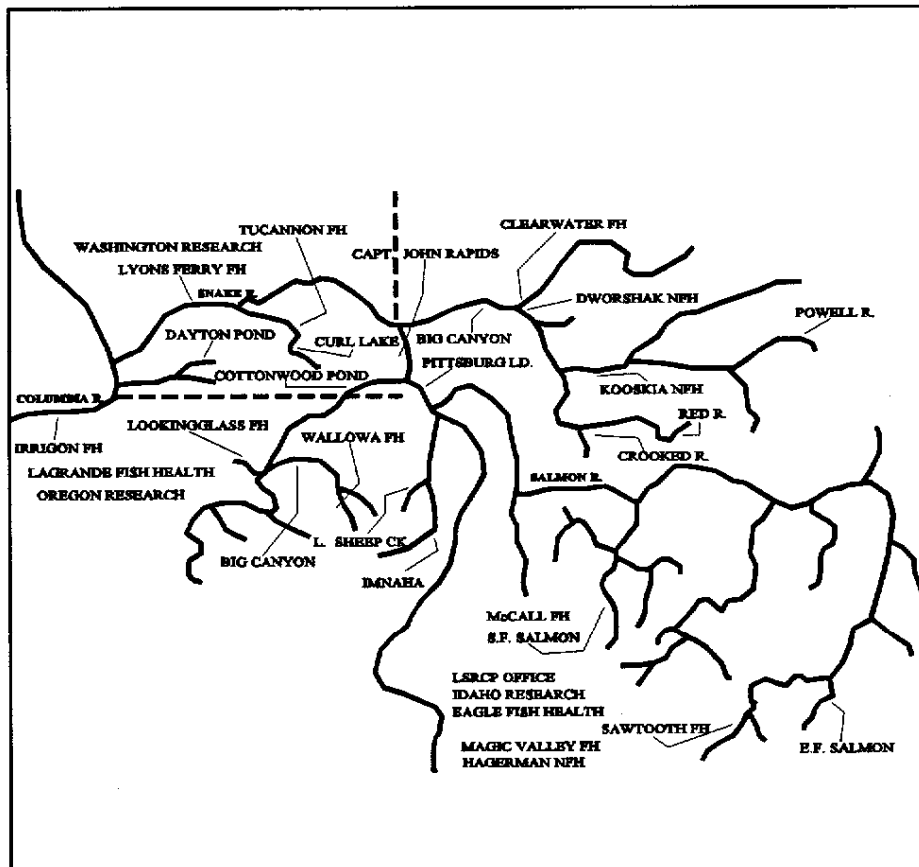 CLEARWATER FH
TUCANNON FH
WASHINGTON RESEARCH
CAPT. JOHN RAPIDS
LYONS FERRY FH
SNAKE R.
DWORSHAK NFH
POWELL R.
DAYTON POND
CURL LAKE
BIG CANYON
PITTSBURG LD.
COTTONWOOD POND
KOOSKIA NFH
COLUMBIA R.
RED R.
LOOKINGGLASS FH
WALLOWA FH
IRRIGON FH
CROOKED R.
LAGRANDE FISH HEALTH
OREGON RESEARCH
SALMON R.
L. SHEEP CK.
BIG CANYON
IMNAHA
McCALL FH
S.F. SALMON
LSRCP OFFICE
IDAHO RESEARCH
EAGLE FISH HEALTH
SAWTOOTH FH
E.F. SALMON
MAGIC VALLEY FH
HAGERMAN NFH